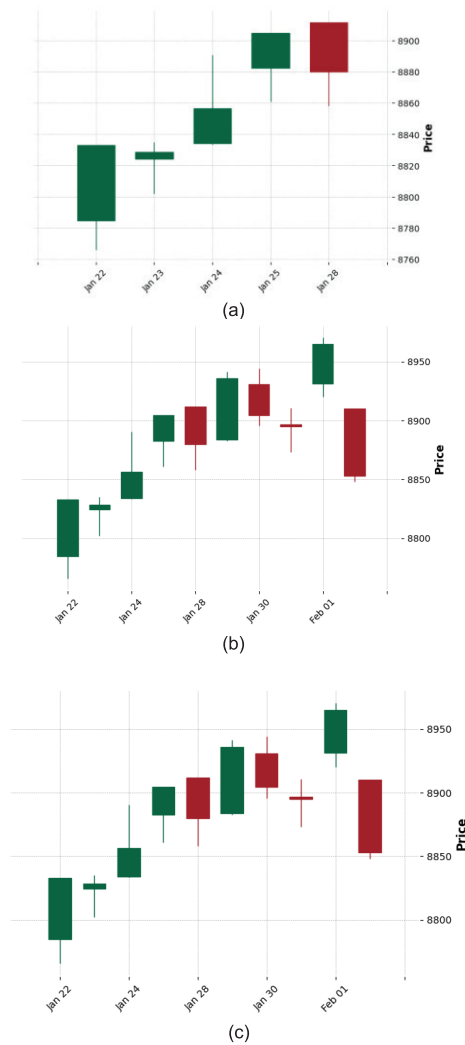 8900
8880
8860
8840
8820
8800
8780
8760
Price
Jan 22
Jan 23
Jan 24
Jan 25
Jan 28
(a)
8950
8900
8850
8800
Price
Jan 22
Jan 24
Jan 28
Jan 30
Feb 01
(b)
8950
8900
8850
8800
Price
Jan 22
Jan 24
Jan 28
Jan 30
Feb 01
(c)